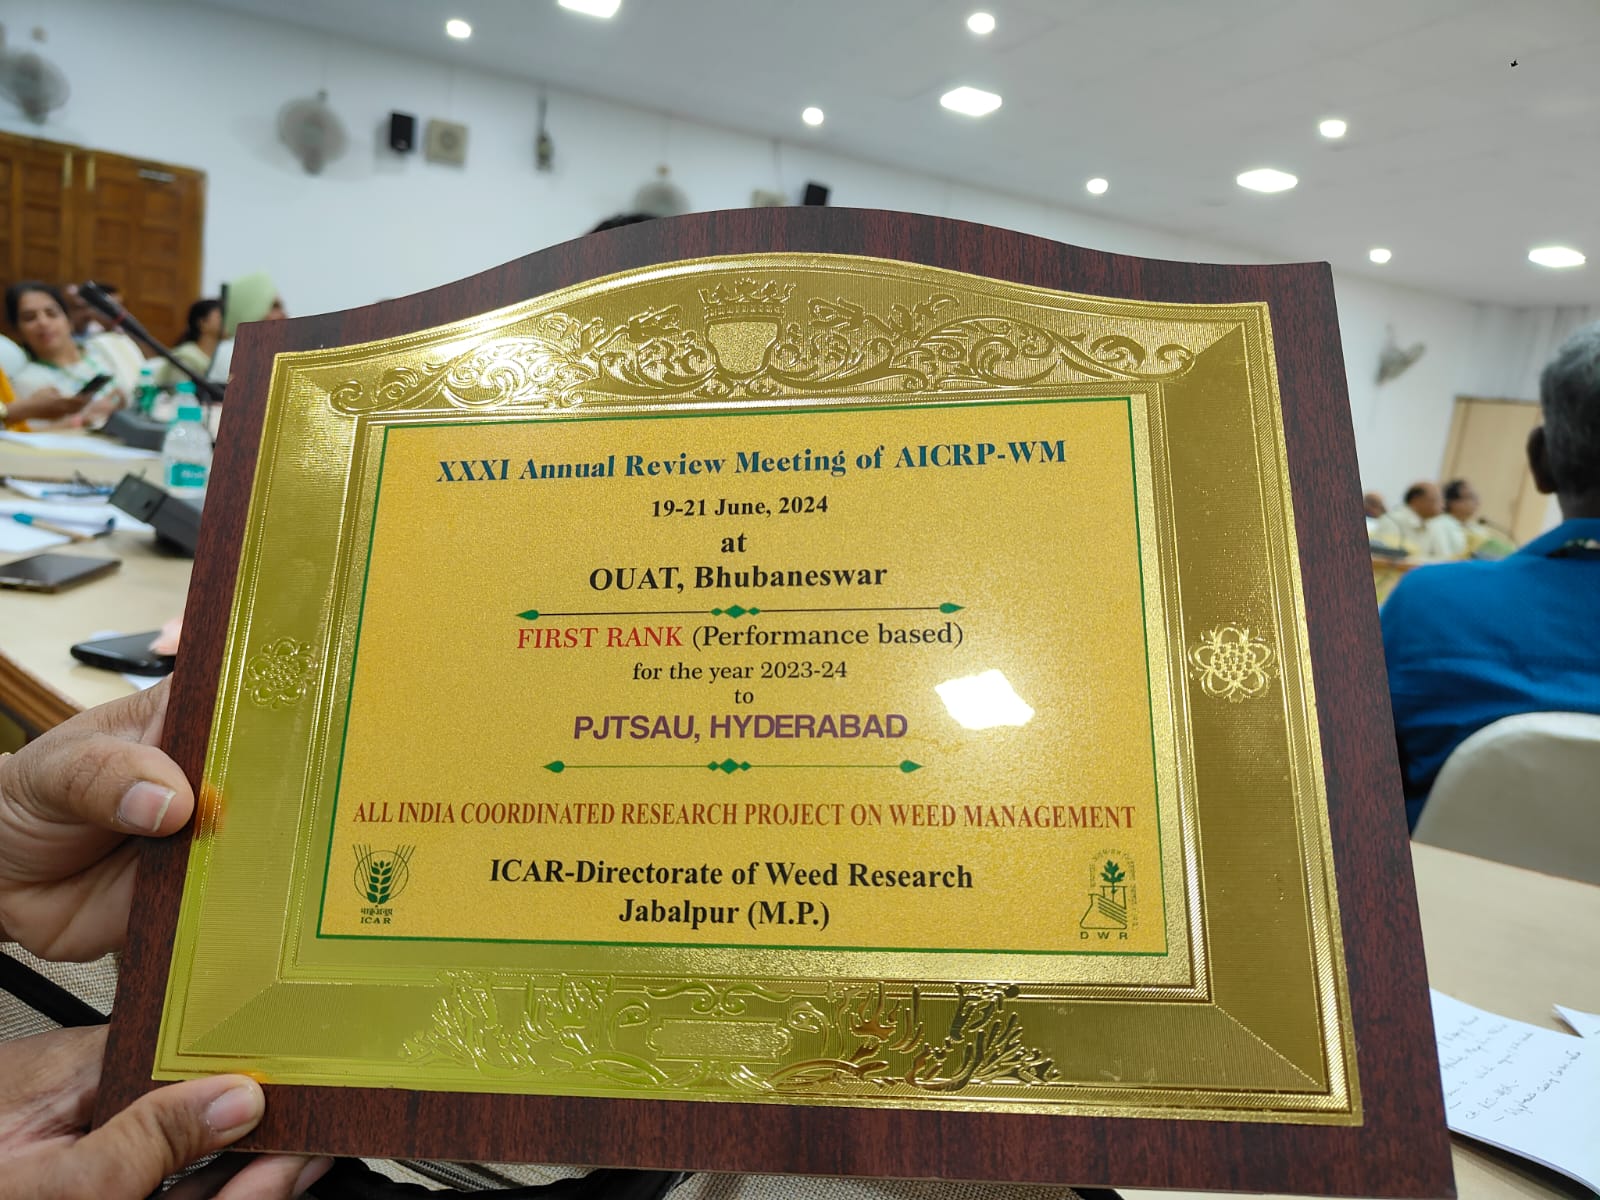 XXXI Annual Review Meeting of AICRP-WM
19-21 June, 2024
at
OUAT, Bhubaneswar
FIRST RANK (Performance based)
for the year 2023-24
to
PJTSAU, HYDERABAD
ALL INDIA COORDINATED RESEARCH PROJECT ON WEED MANAGEMENT
ICAR-Directorate of Weed Research
Jabalpur (M.P.)
भाकृअनुप
ICAR
DWR